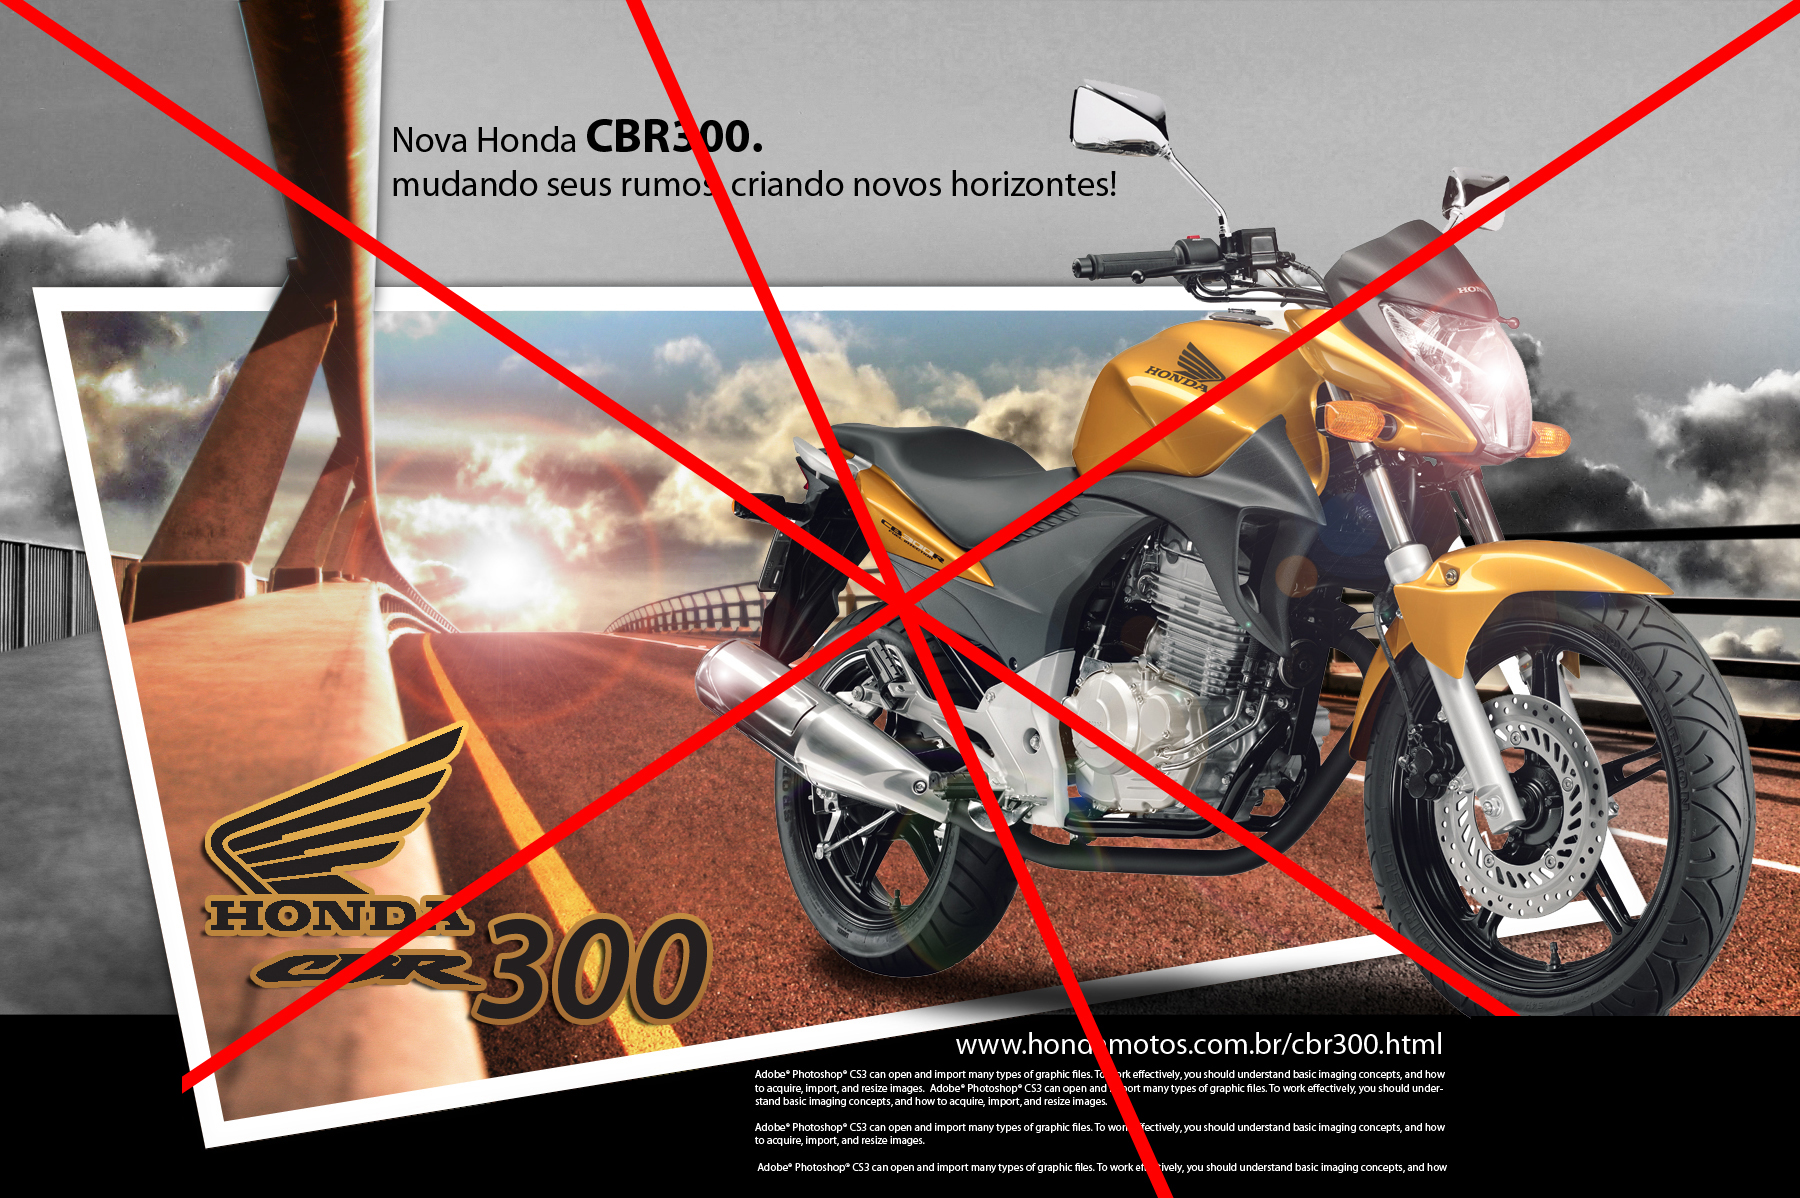 Nova Honda CBR300.
mudando seus rumos, criando novos horizontes!
HONDA
HONDA
HONDA
CBR
300
www.hondamotos.com.br/cbr300.html
Adobe® Photoshop® CS3 can open and import many types of graphic files. To work effectively, you should understand basic imaging concepts, and how
to acquire, import, and resize images. Adobe® Photoshop® CS3 can open and import many types of graphic files. To work effectively, you should under-
stand basic imaging concepts, and how to acquire, import, and resize images.
Adobe® Photoshop® CS3 can open and import many types of graphic files. To work effectively, you should understand basic imaging concepts, and how
to acquire, import, and resize images.
Adobe® Photoshop® CS3 can open and import many types of graphic files. To work effectively, you should understand basic imaging concepts, and how